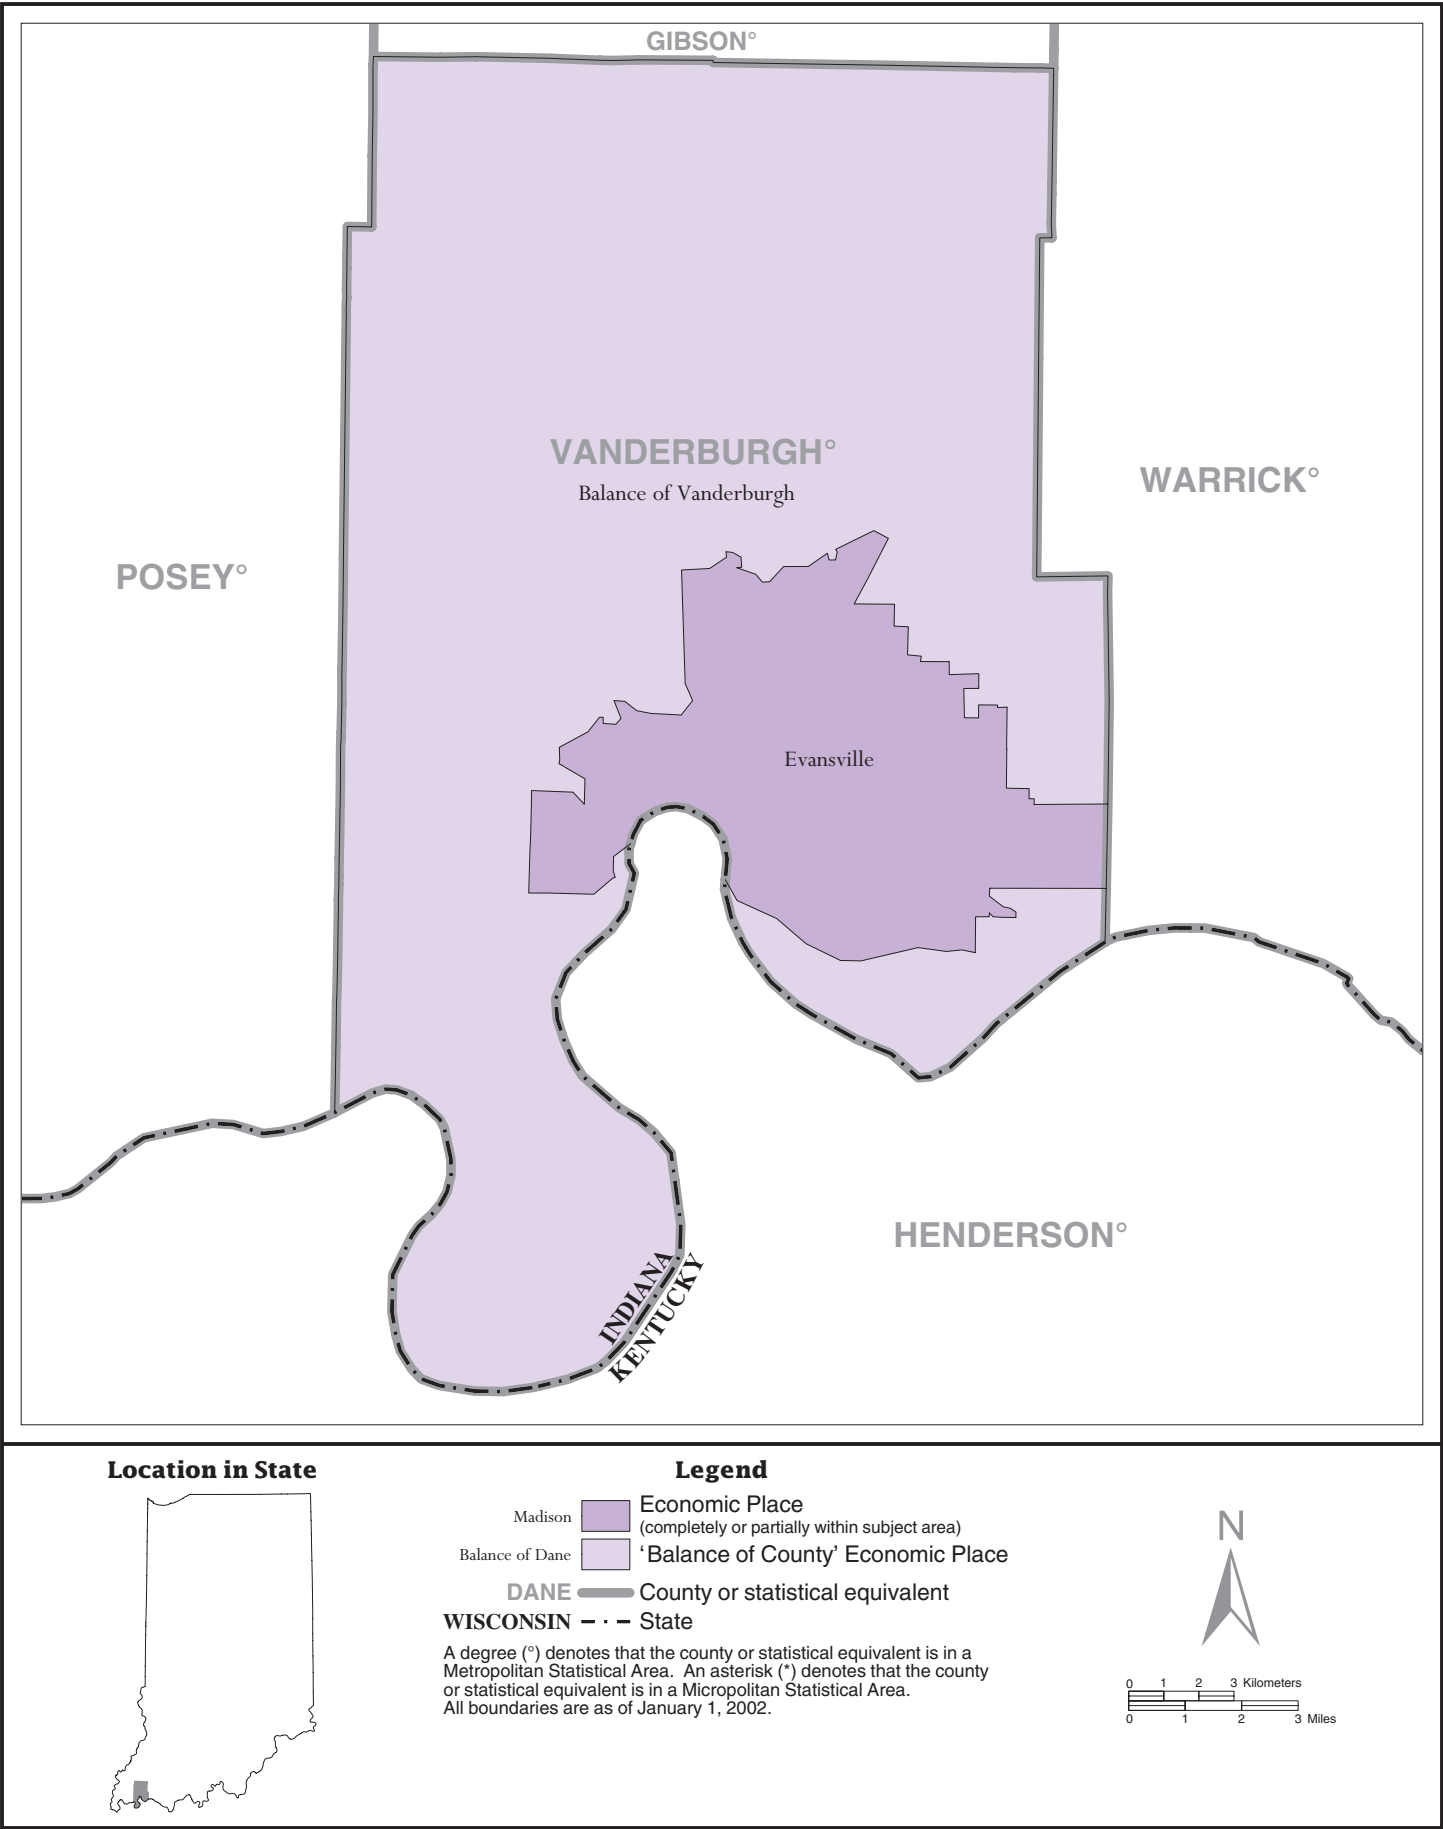 GIBSON°
VANDERBURGH°
Balance of Vanderburgh
WARRICK°
POSEY°
Evansville
HENDERSON°
INDIANA
KENTUCKY
Location in State
Legend
Madison
Economic Place
(completely or partially within subject area)
Balance of Dane
‘Balance of County’ Economic Place
DANE
County or statistical equivalent
WISCONSIN
State
A degree (°) denotes that the county or statistical equivalent is in a
Metropolitan Statistical Area.  An asterisk (*) denotes that the county
or statistical equivalent is in a Micropolitan Statistical Area.
All boundaries are as of January 1, 2002.
N
0 1 2 3 Kilometers
0 1 2 3 Miles